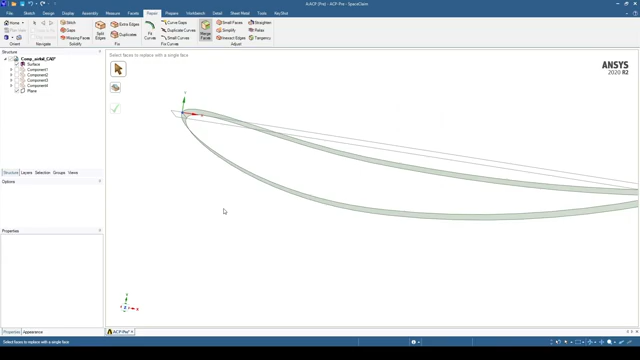 A:ACP (Pre) - ACP-Pre - SpaceClaim
File Sketch Design Display Assembly Measure Facets Repair Prepare Workbench Detail Sheet Metal Tools KeyShot
Home
Stitch
Gaps
Missing Faces
Split Edges
Extra Edges
Duplicates
Fit Curves
Curve Gaps
Duplicate Curves
Small Curves
Merge Faces
Small Faces
Simplify
Inexact Edges
Straighten
Relax
Tangency
Orient Navigate Solidify Fix Fix Curves Adjust
Structure
Comp_airfoil_CAD*
Surface
Component1
Component2
Component3
Component4
Plane
Structure Layers Selection Groups Views
Options
Properties
Properties Appearance
Select faces to replace with a single face
ANSYS
2020 R2
ACP-Pre*
Select faces to replace with a single face